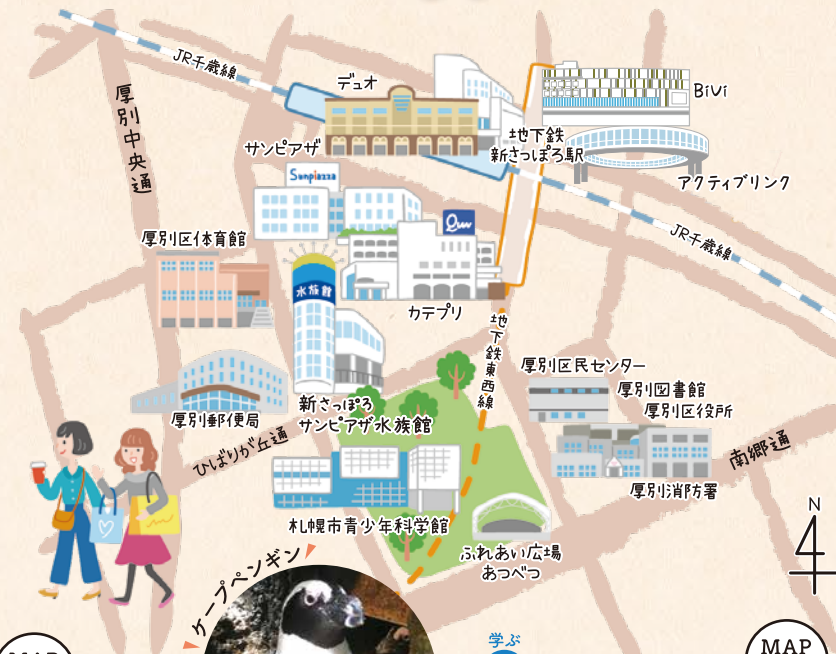 JR千歳線
デュオ
BiVi
厚別中央通
地下鉄
新さっぽろ駅
サンピアザ
Sunpiazza
アクティブリンク
厚別区体育館
Qux
JR千歳線
水族館
カテプリ
地下鉄東西線
厚別区民センター
厚別図書館
厚別区役所
新さっぽろ
サンピアザ水族館
厚別郵便局
ひばりが丘通
南郷通
厚別消防署
N
札幌市青少年科学館
ふれあい広場
あつべつ
ケープペンギン
学ぶ
MAP
MAP